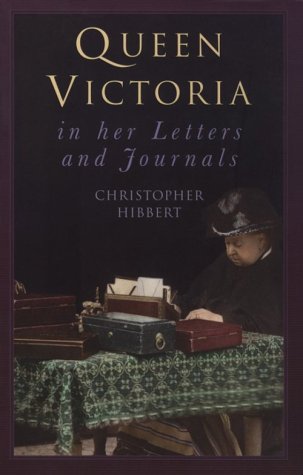 QUEEN
VICTORIA
in her Letters
and Journals
CHRISTOPHER
HIBBERT